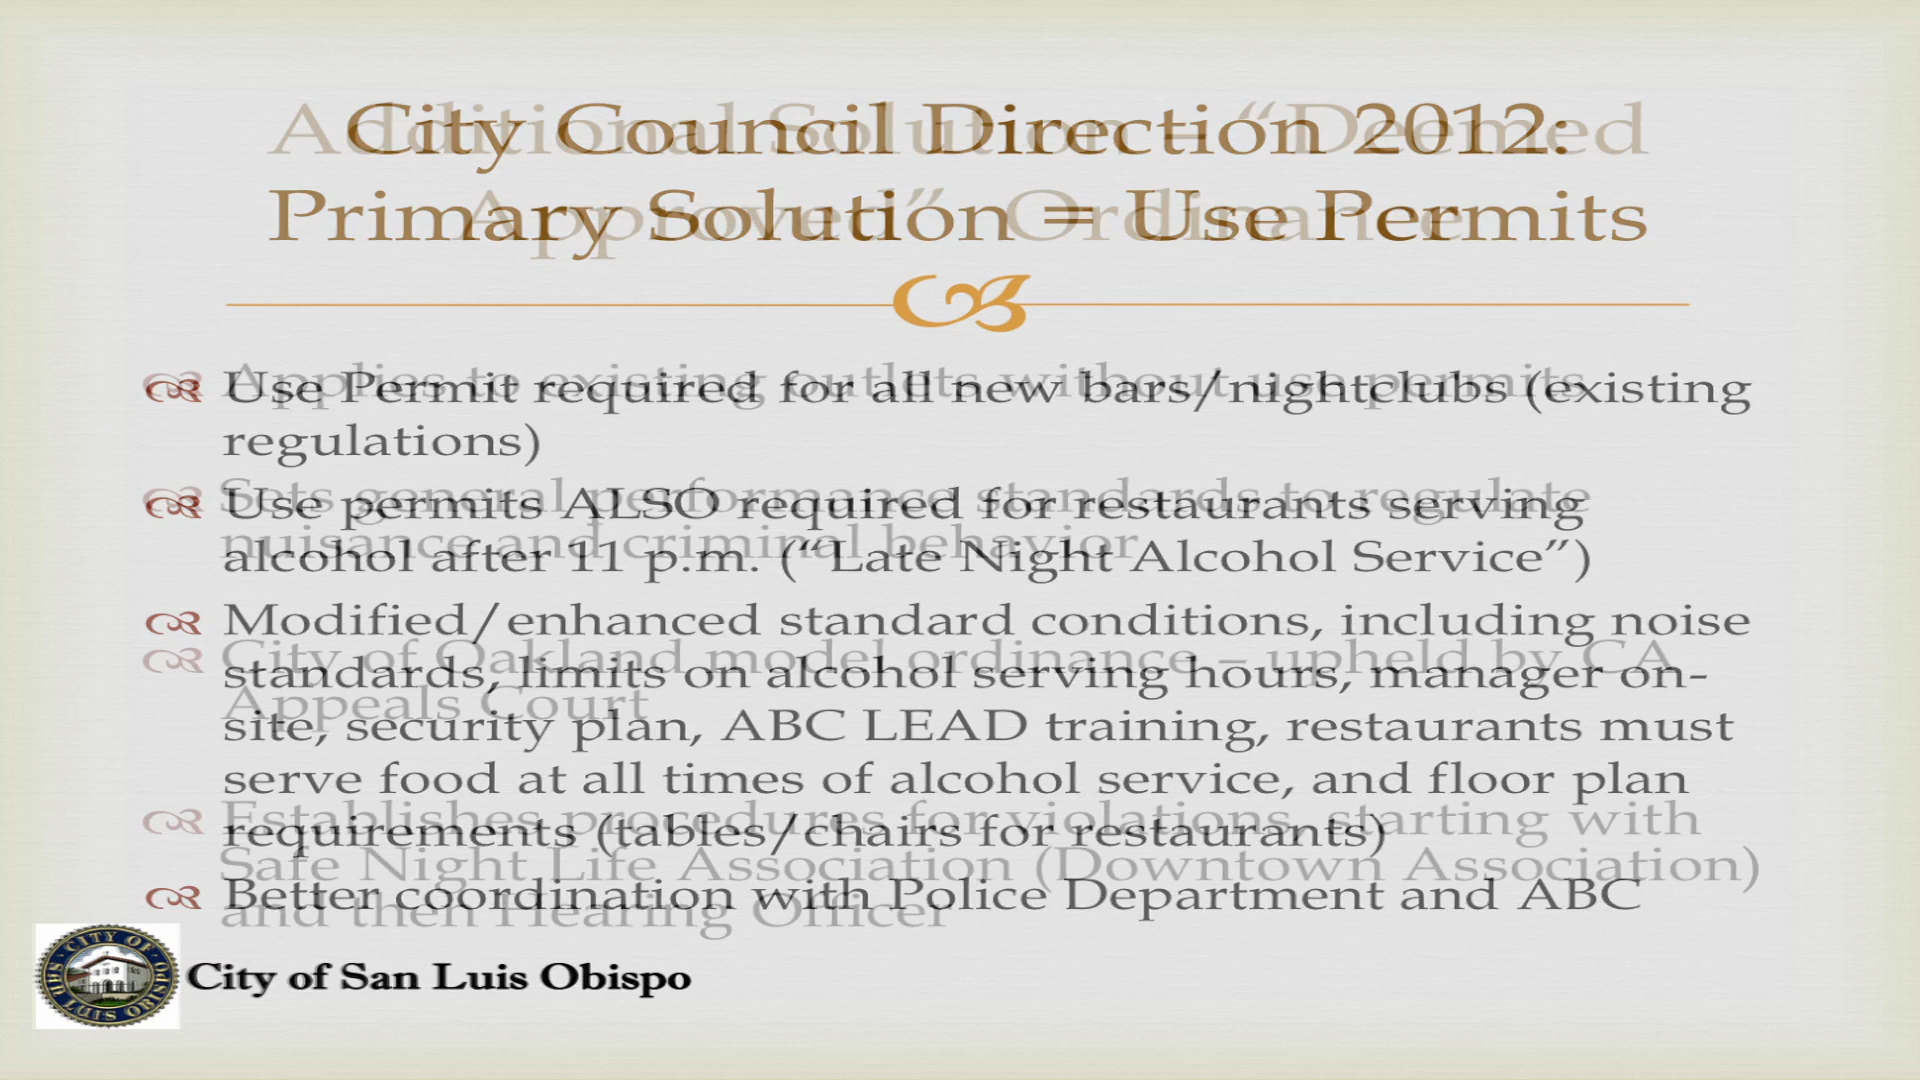 City Council Direction 2012:
Primary Solution = Use Permits
Use Permit required for all new bars/nightclubs (existing
regulations)
Use permits ALSO required for restaurants serving
alcohol after 11 p.m. (“Late Night Alcohol Service”)
Modified/enhanced standard conditions, including noise
standards, limits on alcohol serving hours, manager on-
site, security plan, ABC LEAD training, restaurants must
serve food at all times of alcohol service, and floor plan
requirements (tables/chairs for restaurants)
Better coordination with Police Department and ABC
Additional Solution – “Deemed
Approved” Ordinance
Applies to existing outlets without use permits
Sets general performance standards to regulate
nuisance and criminal behavior
City of Oakland model ordinance – upheld by CA
Appeals Court
Establishes procedures for violations, starting with
Safe Night Life Association (Downtown Association)
and then Hearing Officer
CITY OF
SAN LUIS OBISPO
City of San Luis Obispo